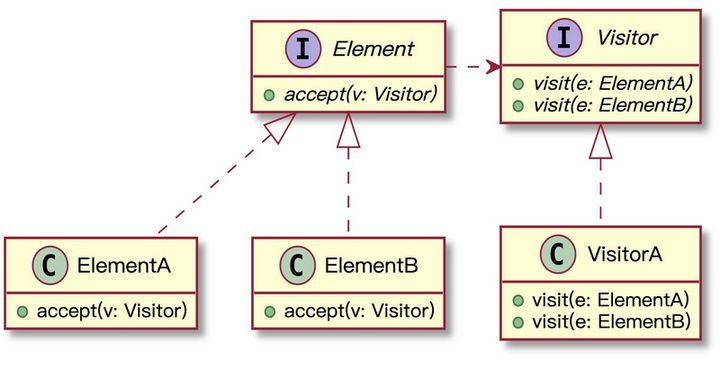 I Element
accept(v: Visitor)
I Visitor
visit(e: ElementA)
visit(e: ElementB)
C ElementA
accept(v: Visitor)
C ElementB
accept(v: Visitor)
C VisitorA
visit(e: ElementA)
visit(e: ElementB)